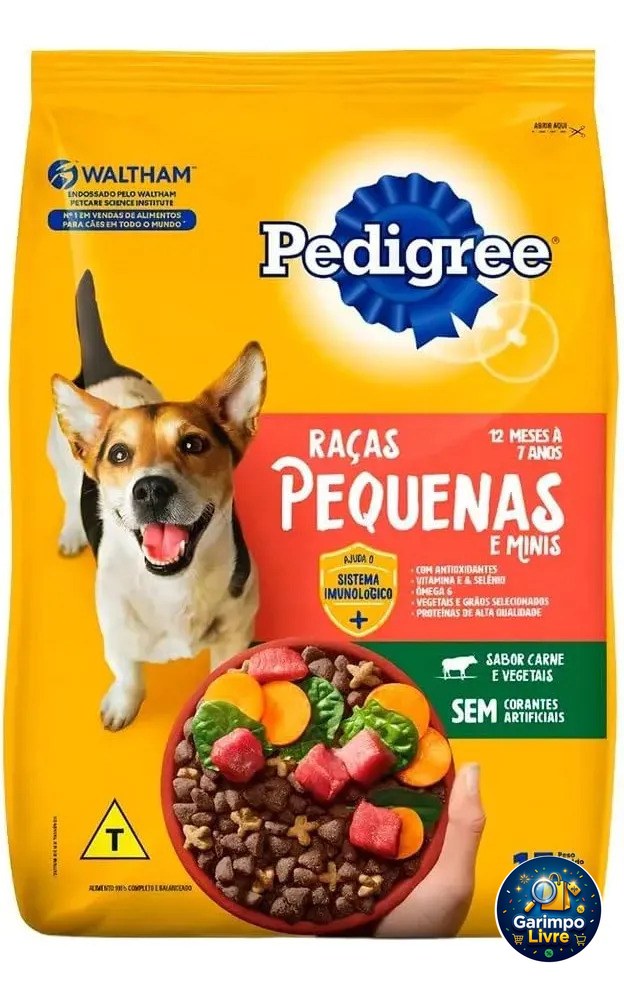 ABRIR AQUI
WALTHAM™
ENDOSSADO PELO WALTHAM
PETCARE SCIENCE INSTITUTE
Nº1 EM VENDAS DE ALIMENTOS
PARA CÃES EM TODO O MUNDO*
Pedigree®
RAÇAS
PEQUENAS
E MINIS
12 MESES À
7 ANOS
AJUDA O
SISTEMA
IMUNOLóGICO
+
· COM ANTIOXIDANTES
· VITAMINA E & SELÊNIO
· ÔMEGA 6
· VEGETAIS E GRÃOS SELECIONADOS
· PROTEÍNAS DE ALTA QUALIDADE
SABOR CARNE
E VEGETAIS
SEM CORANTES
ARTIFICIAIS
T
ALIMENTO 100% COMPLETO E BALANCEADO
Peso
Garimpo
Livre